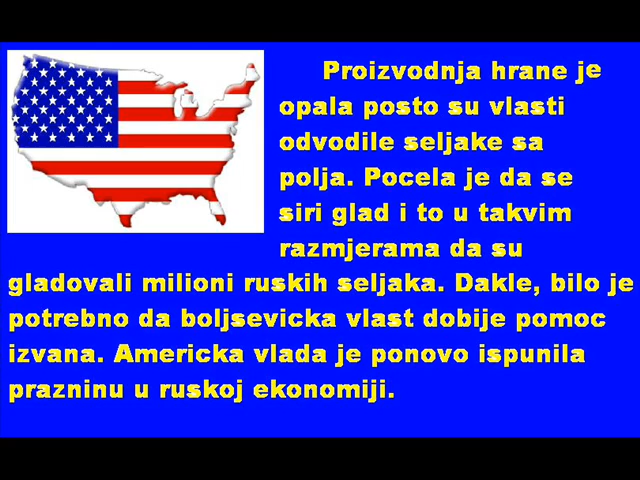 Proizvodnja hrane je
opala posto su vlasti
odvodile seljake sa
polja. Pocela je da se
siri glad i to u takvim
razmjerama da su
gladovali milioni ruskih seljaka. Dakle, bilo je
potrebno da boljsevicka vlast dobije pomoc
izvana. Americka vlada je ponovo ispunila
prazninu u ruskoj ekonomiji.